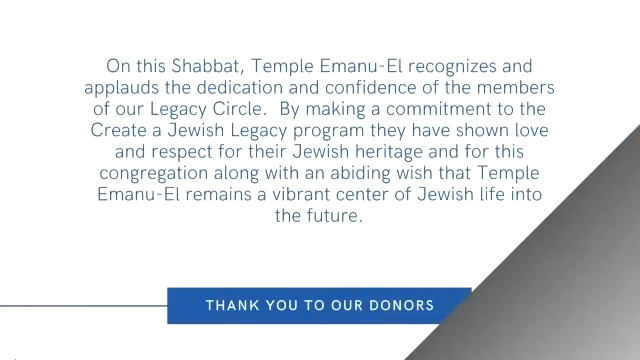 On this Shabbat, Temple Emanu-El recognizes and
applauds the dedication and confidence of the members
of our Legacy Circle.  By making a commitment to the
Create a Jewish Legacy program they have shown love
and respect for their Jewish heritage and for this
congregation along with an abiding wish that Temple
Emanu-El remains a vibrant center of Jewish life into
the future.
THANK YOU TO OUR DONORS